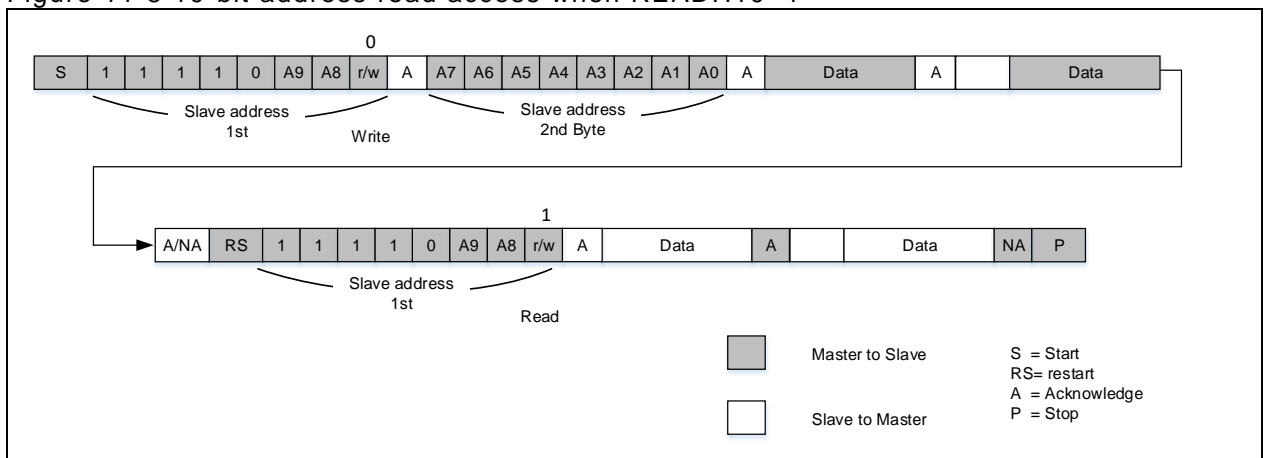 Figure 11-8 10-bit address read access when READH10=1
0
S 1 1 1 1 0 A9 A8 r/w A A7 A6 A5 A4 A3 A2 A1 A0 A Data A Data
Slave address
1st
Write
Slave address
2nd Byte
1
A/NA RS 1 1 1 1 0 A9 A8 r/w A Data A Data NA P
Slave address
1st
Read
Master to Slave
Slave to Master
S = Start
RS= restart
A = Acknowledge
P = Stop